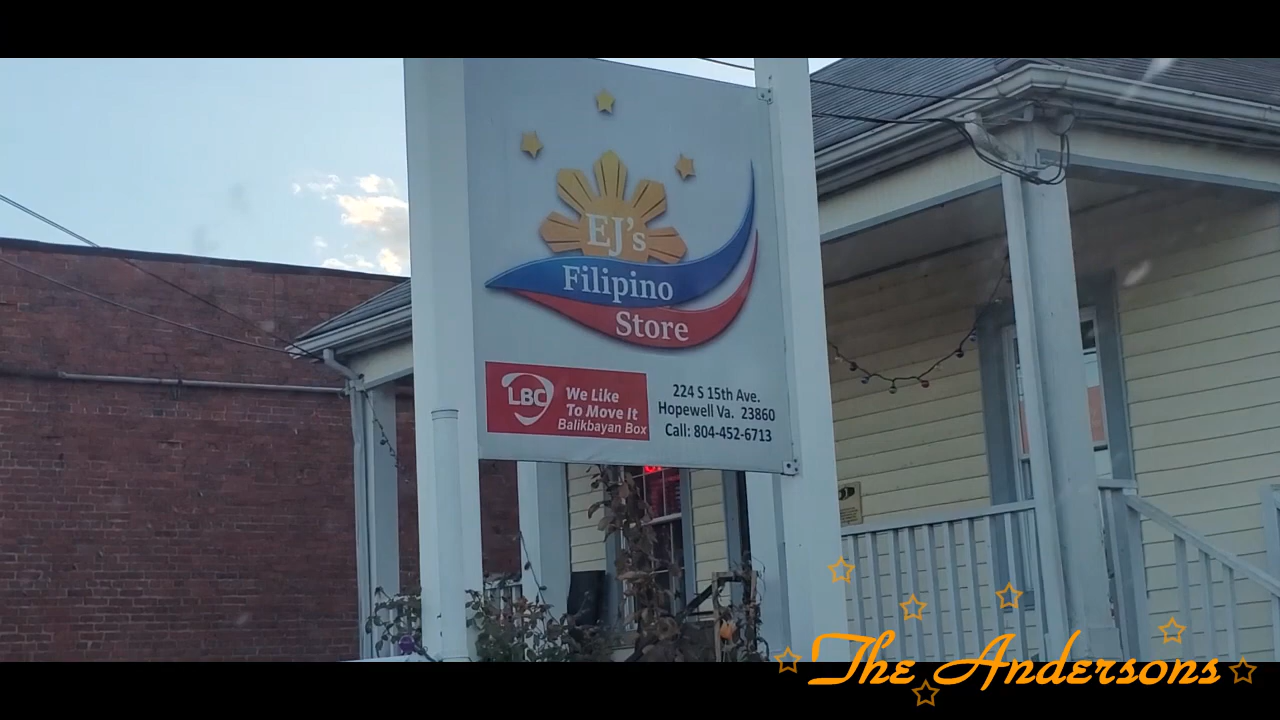 EJ's
Filipino
Store
LBC
We Like
To Move It
Balikbayan Box
224 S 15th Ave.
Hopewell Va. 23860
Call: 804-452-6713
The Andersons